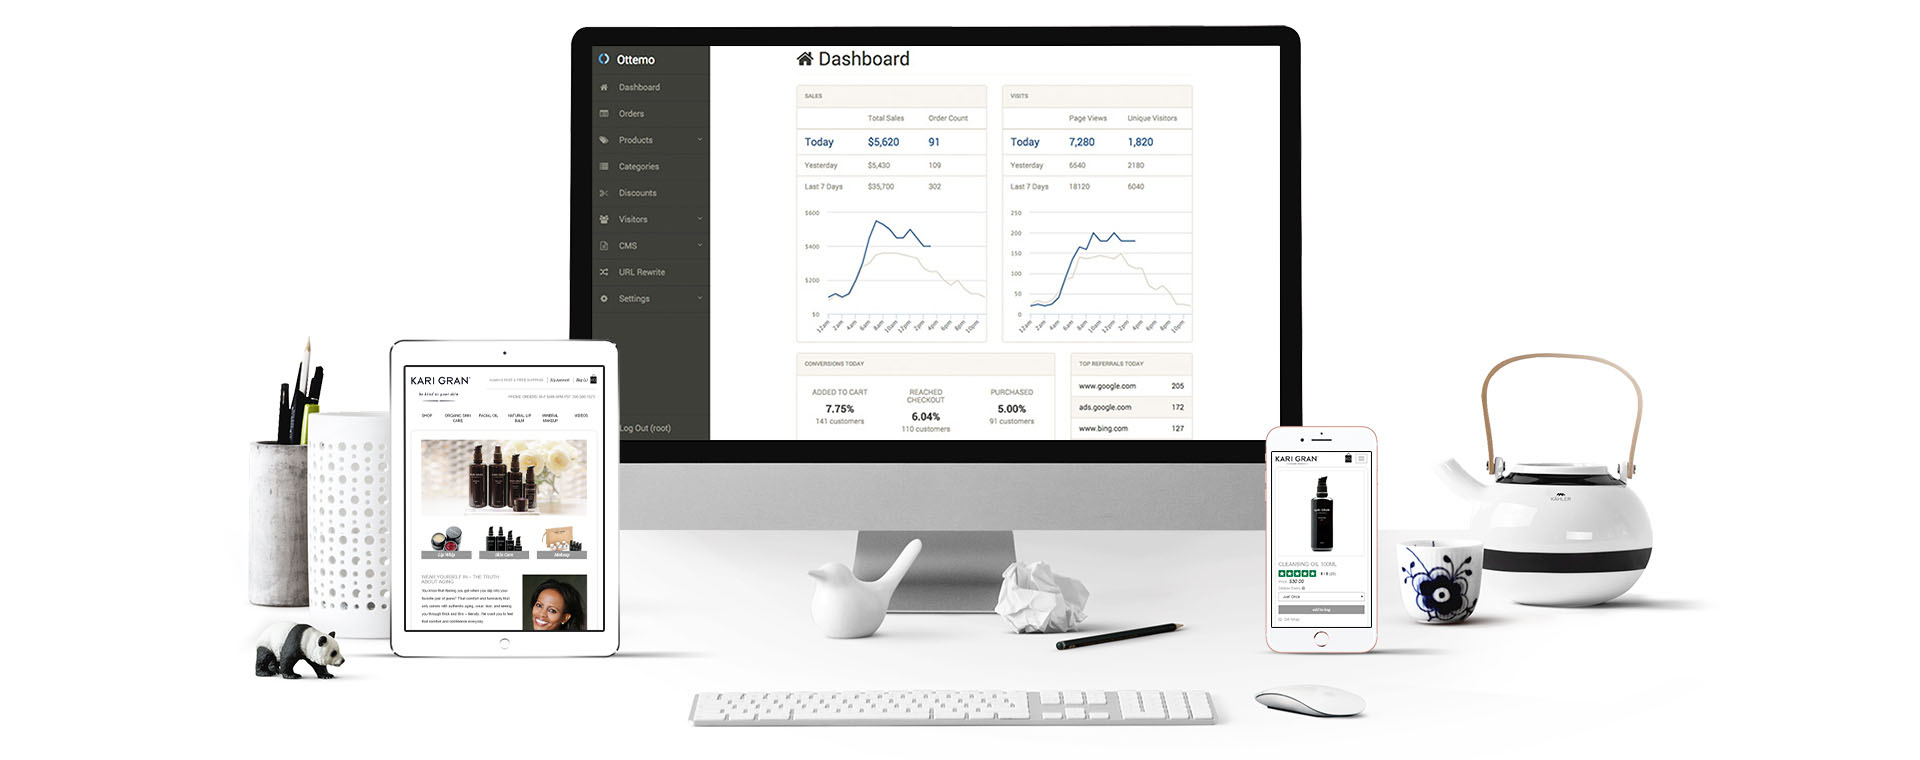 Ottemo
Dashboard
Orders
Products
Categories
Discounts
Visitors
CMS
URL Rewrite
Settings
Log Out (root)
Dashboard
SALES
Total Sales Order Count
Today $5,620 91
Yesterday $5,430 109
Last 7 Days $35,700 302
$600
$400
$200
$0
12am 2am 4am 6am 8am 10am 12pm 2pm 4pm 6pm 8pm 10pm
VISITS
Page Views Unique Visitors
Today 7,280 1,820
Yesterday 6540 2180
Last 7 Days 18120 6040
250
200
150
100
50
0
12am 2am 4am 6am 8am 10am 12pm 2pm 4pm 6pm 8pm 10pm
CONVERSIONS TODAY
ADDED TO CART
7.75%
141 customers
REACHED
CHECKOUT
6.04%
110 customers
PURCHASED
5.00%
91 customers
TOP REFERRALS TODAY
www.google.com 205
ads.google.com 172
www.bing.com 127
KARI GRAN
be kind to your skin
My Account
SHOP
ORGANIC SKIN
CARE
FACIAL OIL
NATURAL LIP
BALM
MINERAL
MAKEUP
VIDEOS
Lip Whip
Skin Care
Makeup
WEAR YOURSELF IN – THE TRUTH
ABOUT AGING
KARI GRAN
KARI GRAN
CLEANSING OIL 100ML
Just Once
add to bag
KÄHLER